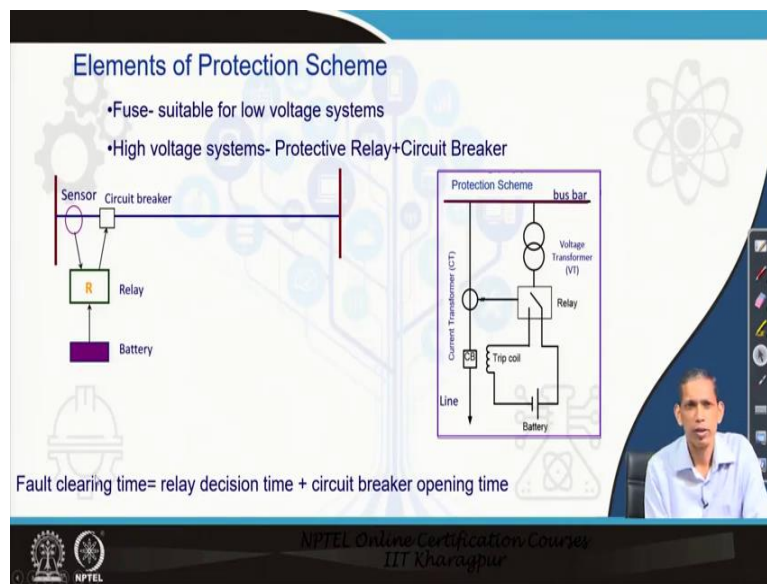 Elements of Protection Scheme
•Fuse- suitable for low voltage systems
•High voltage systems- Protective Relay+Circuit Breaker
Sensor
Circuit breaker
R
Relay
Battery
Protection Scheme
bus bar
Voltage
Transformer
(VT)
Current Transformer (CT)
Relay
CB
Trip coil
Line
Battery
Fault clearing time= relay decision time + circuit breaker opening time
NPTEL
NPTEL Online Certification Courses
IIT Kharagpur